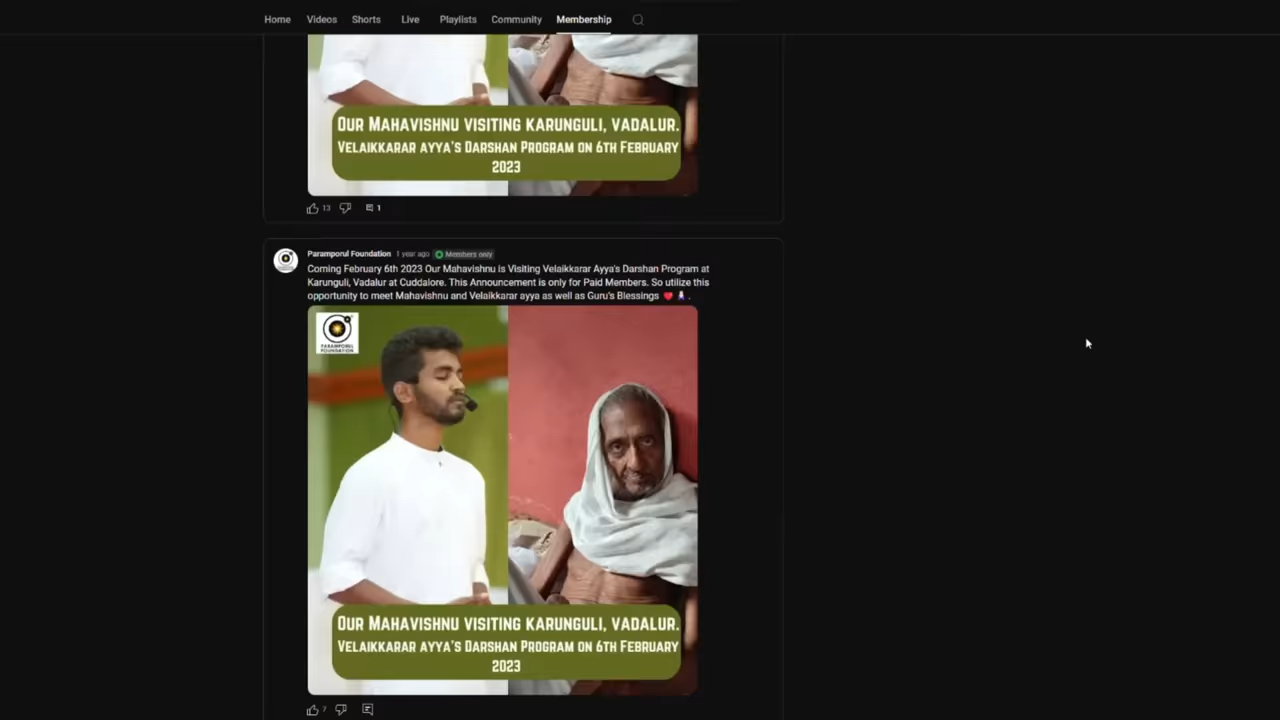 Home Videos Shorts Live Playlists Community Membership
OUR MAHAVISHNU VISITING KARUNGULI, VADALUR.
VELAIKKARAR AYYA'S DARSHAN PROGRAM ON 6TH FEBRUARY
2023
13 1
Paramporul Foundation 1 year ago Members only
Coming February 6th 2023 Our Mahavishnu is Visiting Velaikkarar Ayya's Darshan Program at
Karunguli, Vadalur at Cuddalore. This Announcement is only for Paid Members. So utilize this
opportunity to meet Mahavishnu and Velaikkarar ayya as well as Guru's Blessings ❤️ 🧘🏻‍♀️ .
PARAMPORUL
FOUNDATION
OUR MAHAVISHNU VISITING KARUNGULI, VADALUR.
VELAIKKARAR AYYA'S DARSHAN PROGRAM ON 6TH FEBRUARY
2023
7